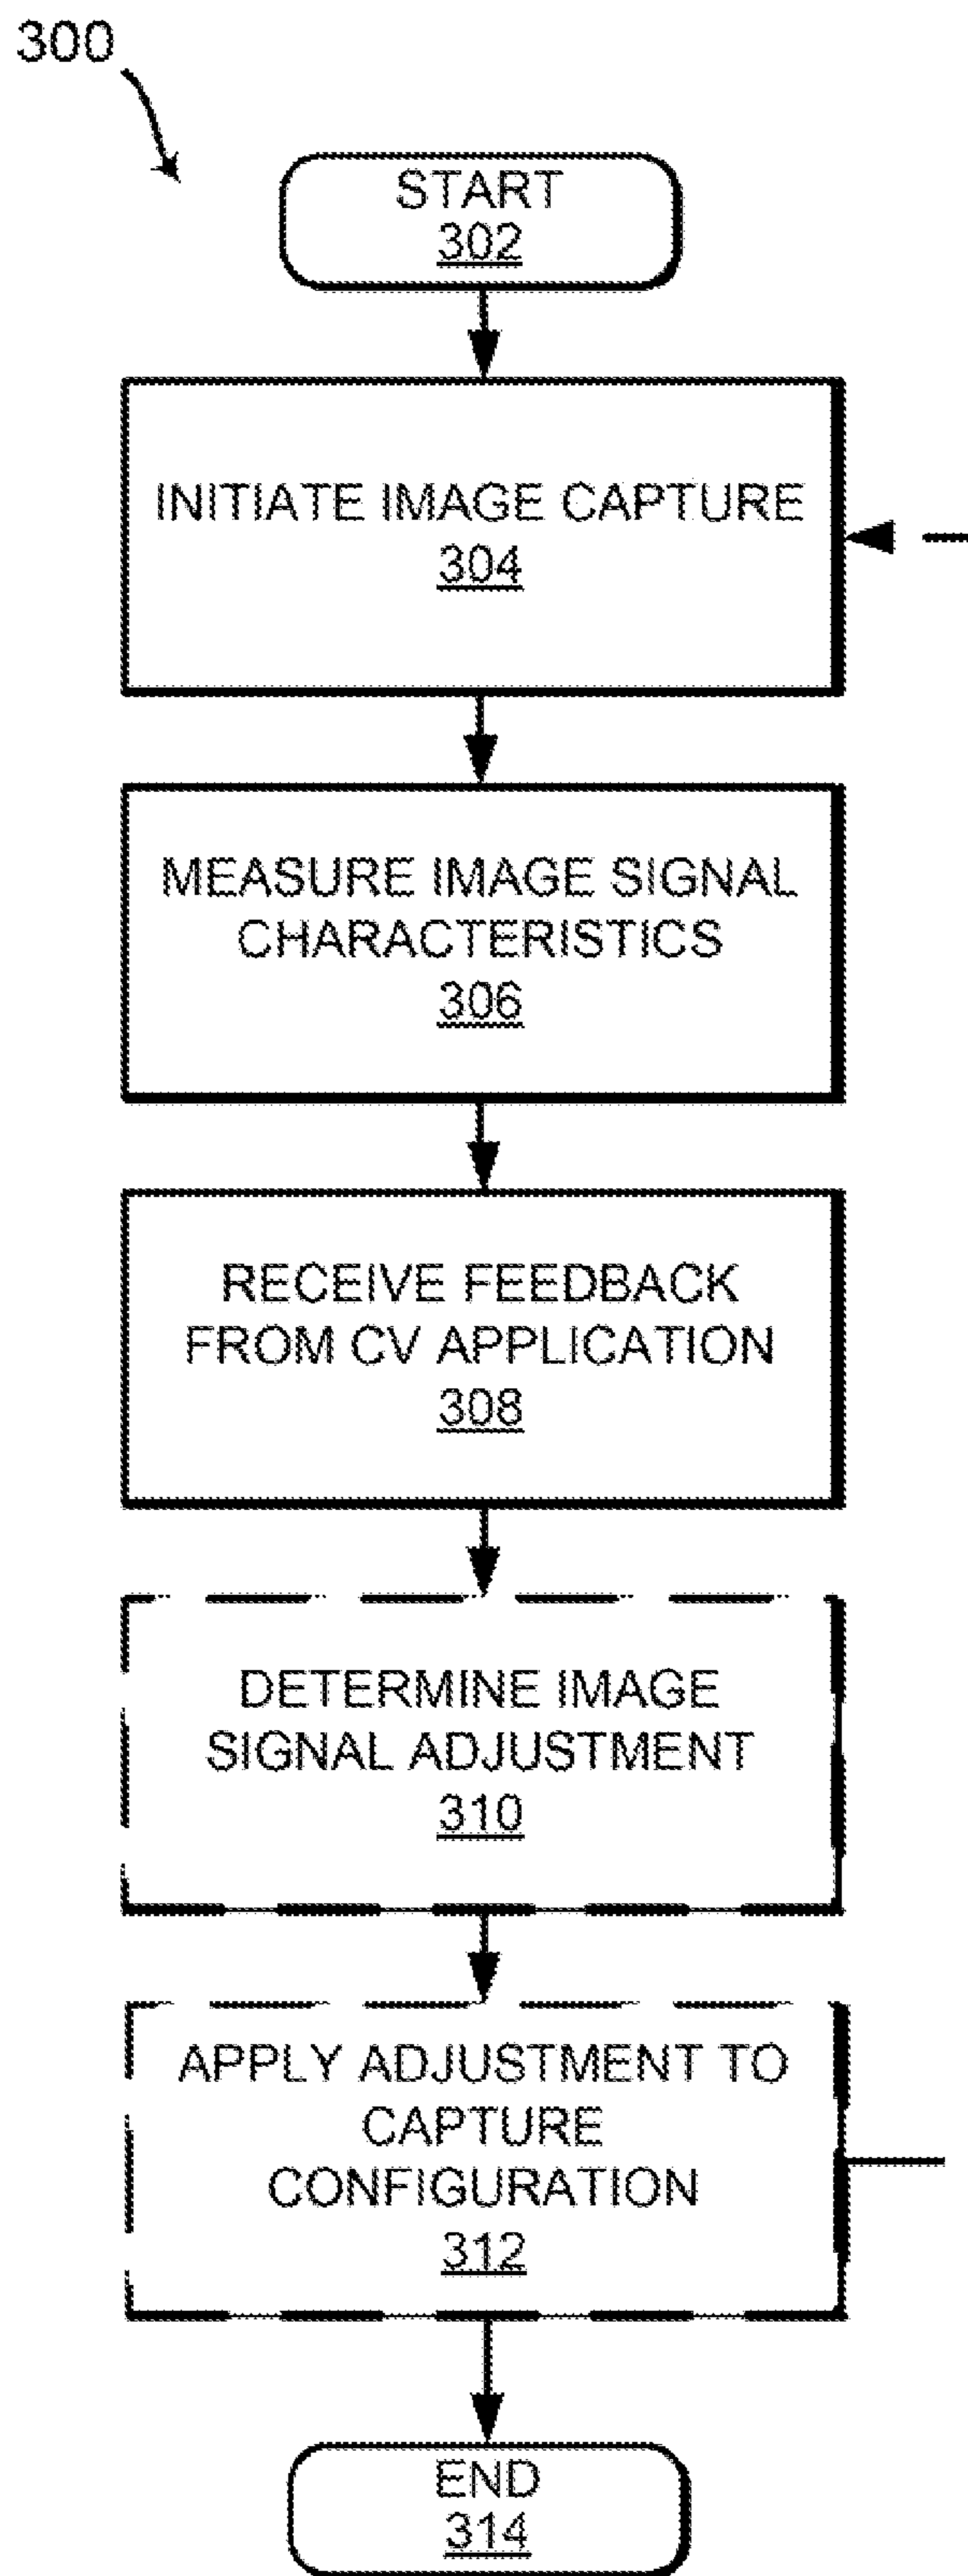 300
START
302
INITIATE IMAGE CAPTURE
304
MEASURE IMAGE SIGNAL
CHARACTERISTICS
306
RECEIVE FEEDBACK
FROM CV APPLICATION
308
DETERMINE IMAGE
SIGNAL ADJUSTMENT
310
APPLY ADJUSTMENT TO
CAPTURE
CONFIGURATION
312
END
314